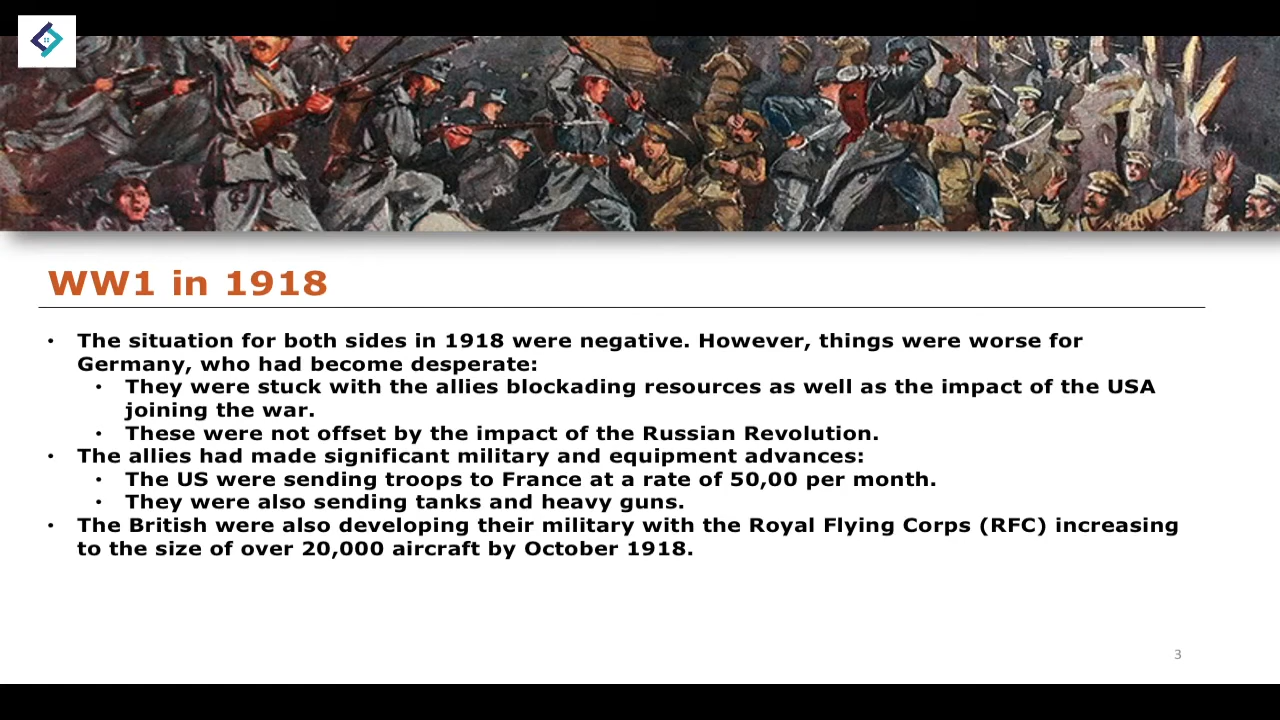 WW1 in 1918
• The situation for both sides in 1918 were negative. However, things were worse for
Germany, who had become desperate:
• They were stuck with the allies blockading resources as well as the impact of the USA
joining the war.
• These were not offset by the impact of the Russian Revolution.
• The allies had made significant military and equipment advances:
• The US were sending troops to France at a rate of 50,00 per month.
• They were also sending tanks and heavy guns.
• The British were also developing their military with the Royal Flying Corps (RFC) increasing
to the size of over 20,000 aircraft by October 1918.
3